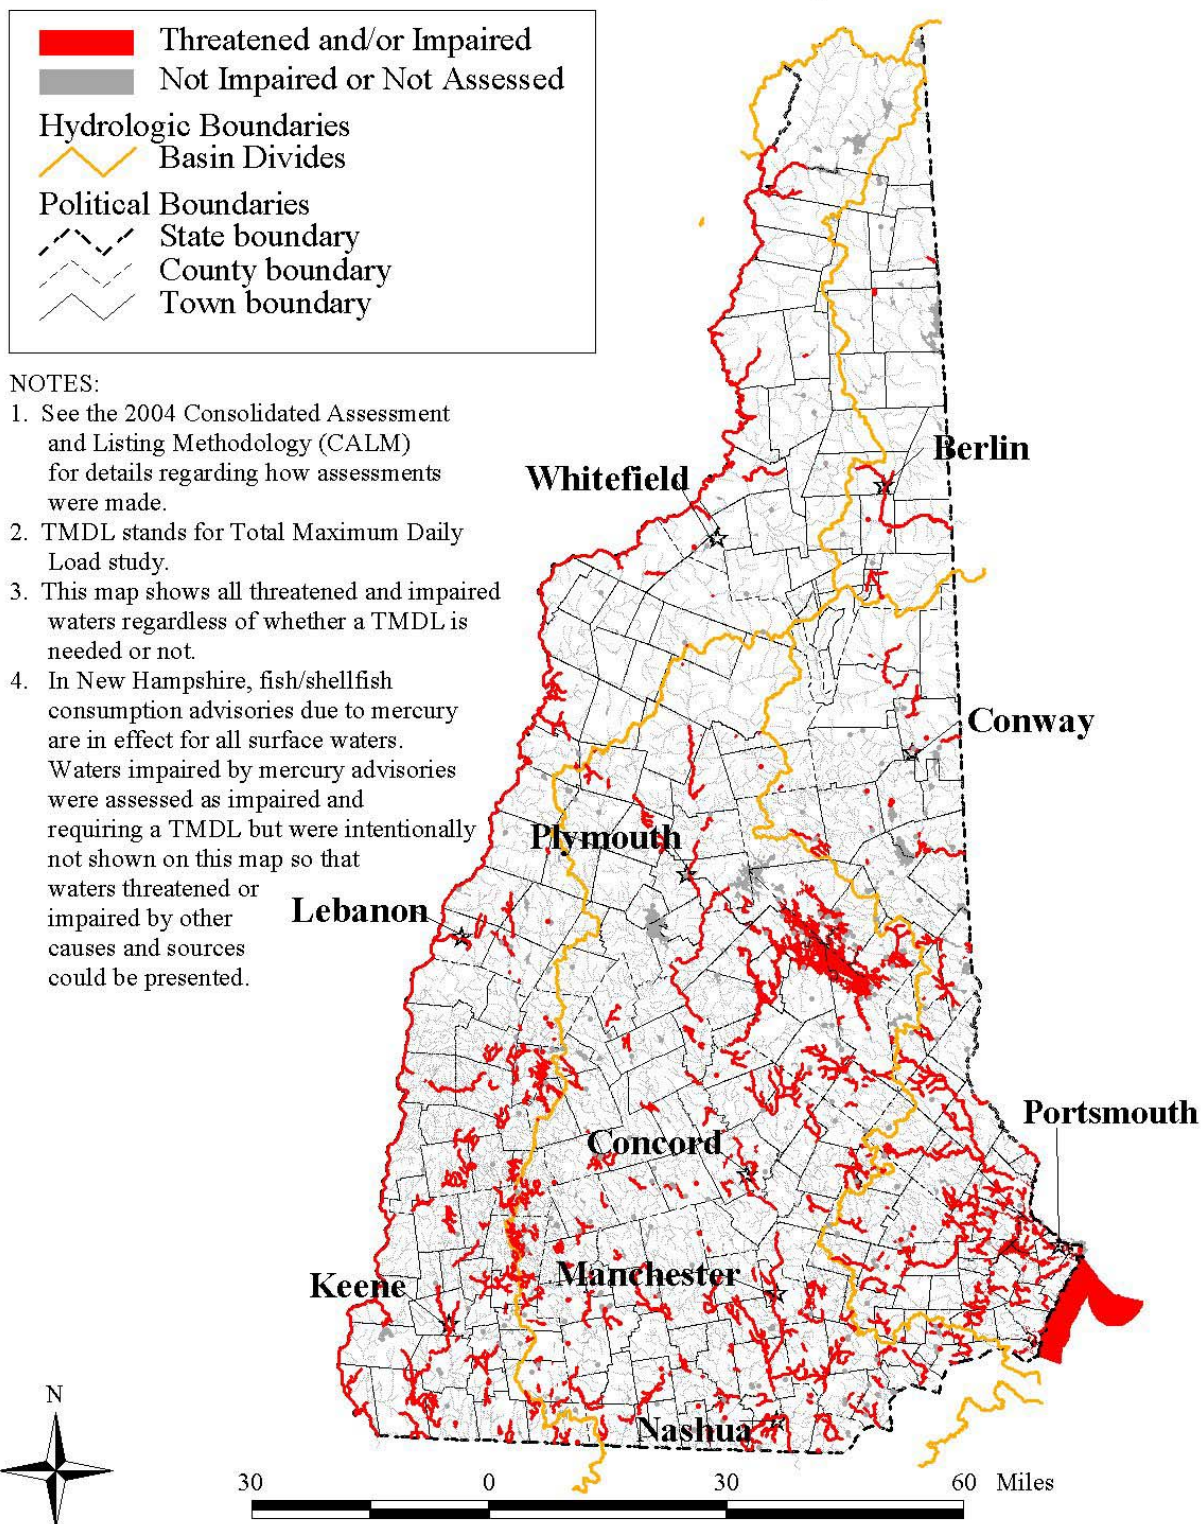 Threatened and/or Impaired
Not Impaired or Not Assessed
Hydrologic Boundaries
Basin Divides
Political Boundaries
State boundary
County boundary
Town boundary
NOTES:
1. See the 2004 Consolidated Assessment
and Listing Methodology (CALM)
for details regarding how assessments
were made.
2. TMDL stands for Total Maximum Daily
Load study.
3. This map shows all threatened and impaired
waters regardless of whether a TMDL is
needed or not.
4. In New Hampshire, fish/shellfish
consumption advisories due to mercury
are in effect for all surface waters.
Waters impaired by mercury advisories
were assessed as impaired and
requiring a TMDL but were intentionally
not shown on this map so that
waters threatened or
impaired by other
causes and sources
could be presented.
Berlin
Whitefield
Conway
Plymouth
Lebanon
Portsmouth
Concord
Manchester
Keene
Nashua
N
30 0 30 60 Miles